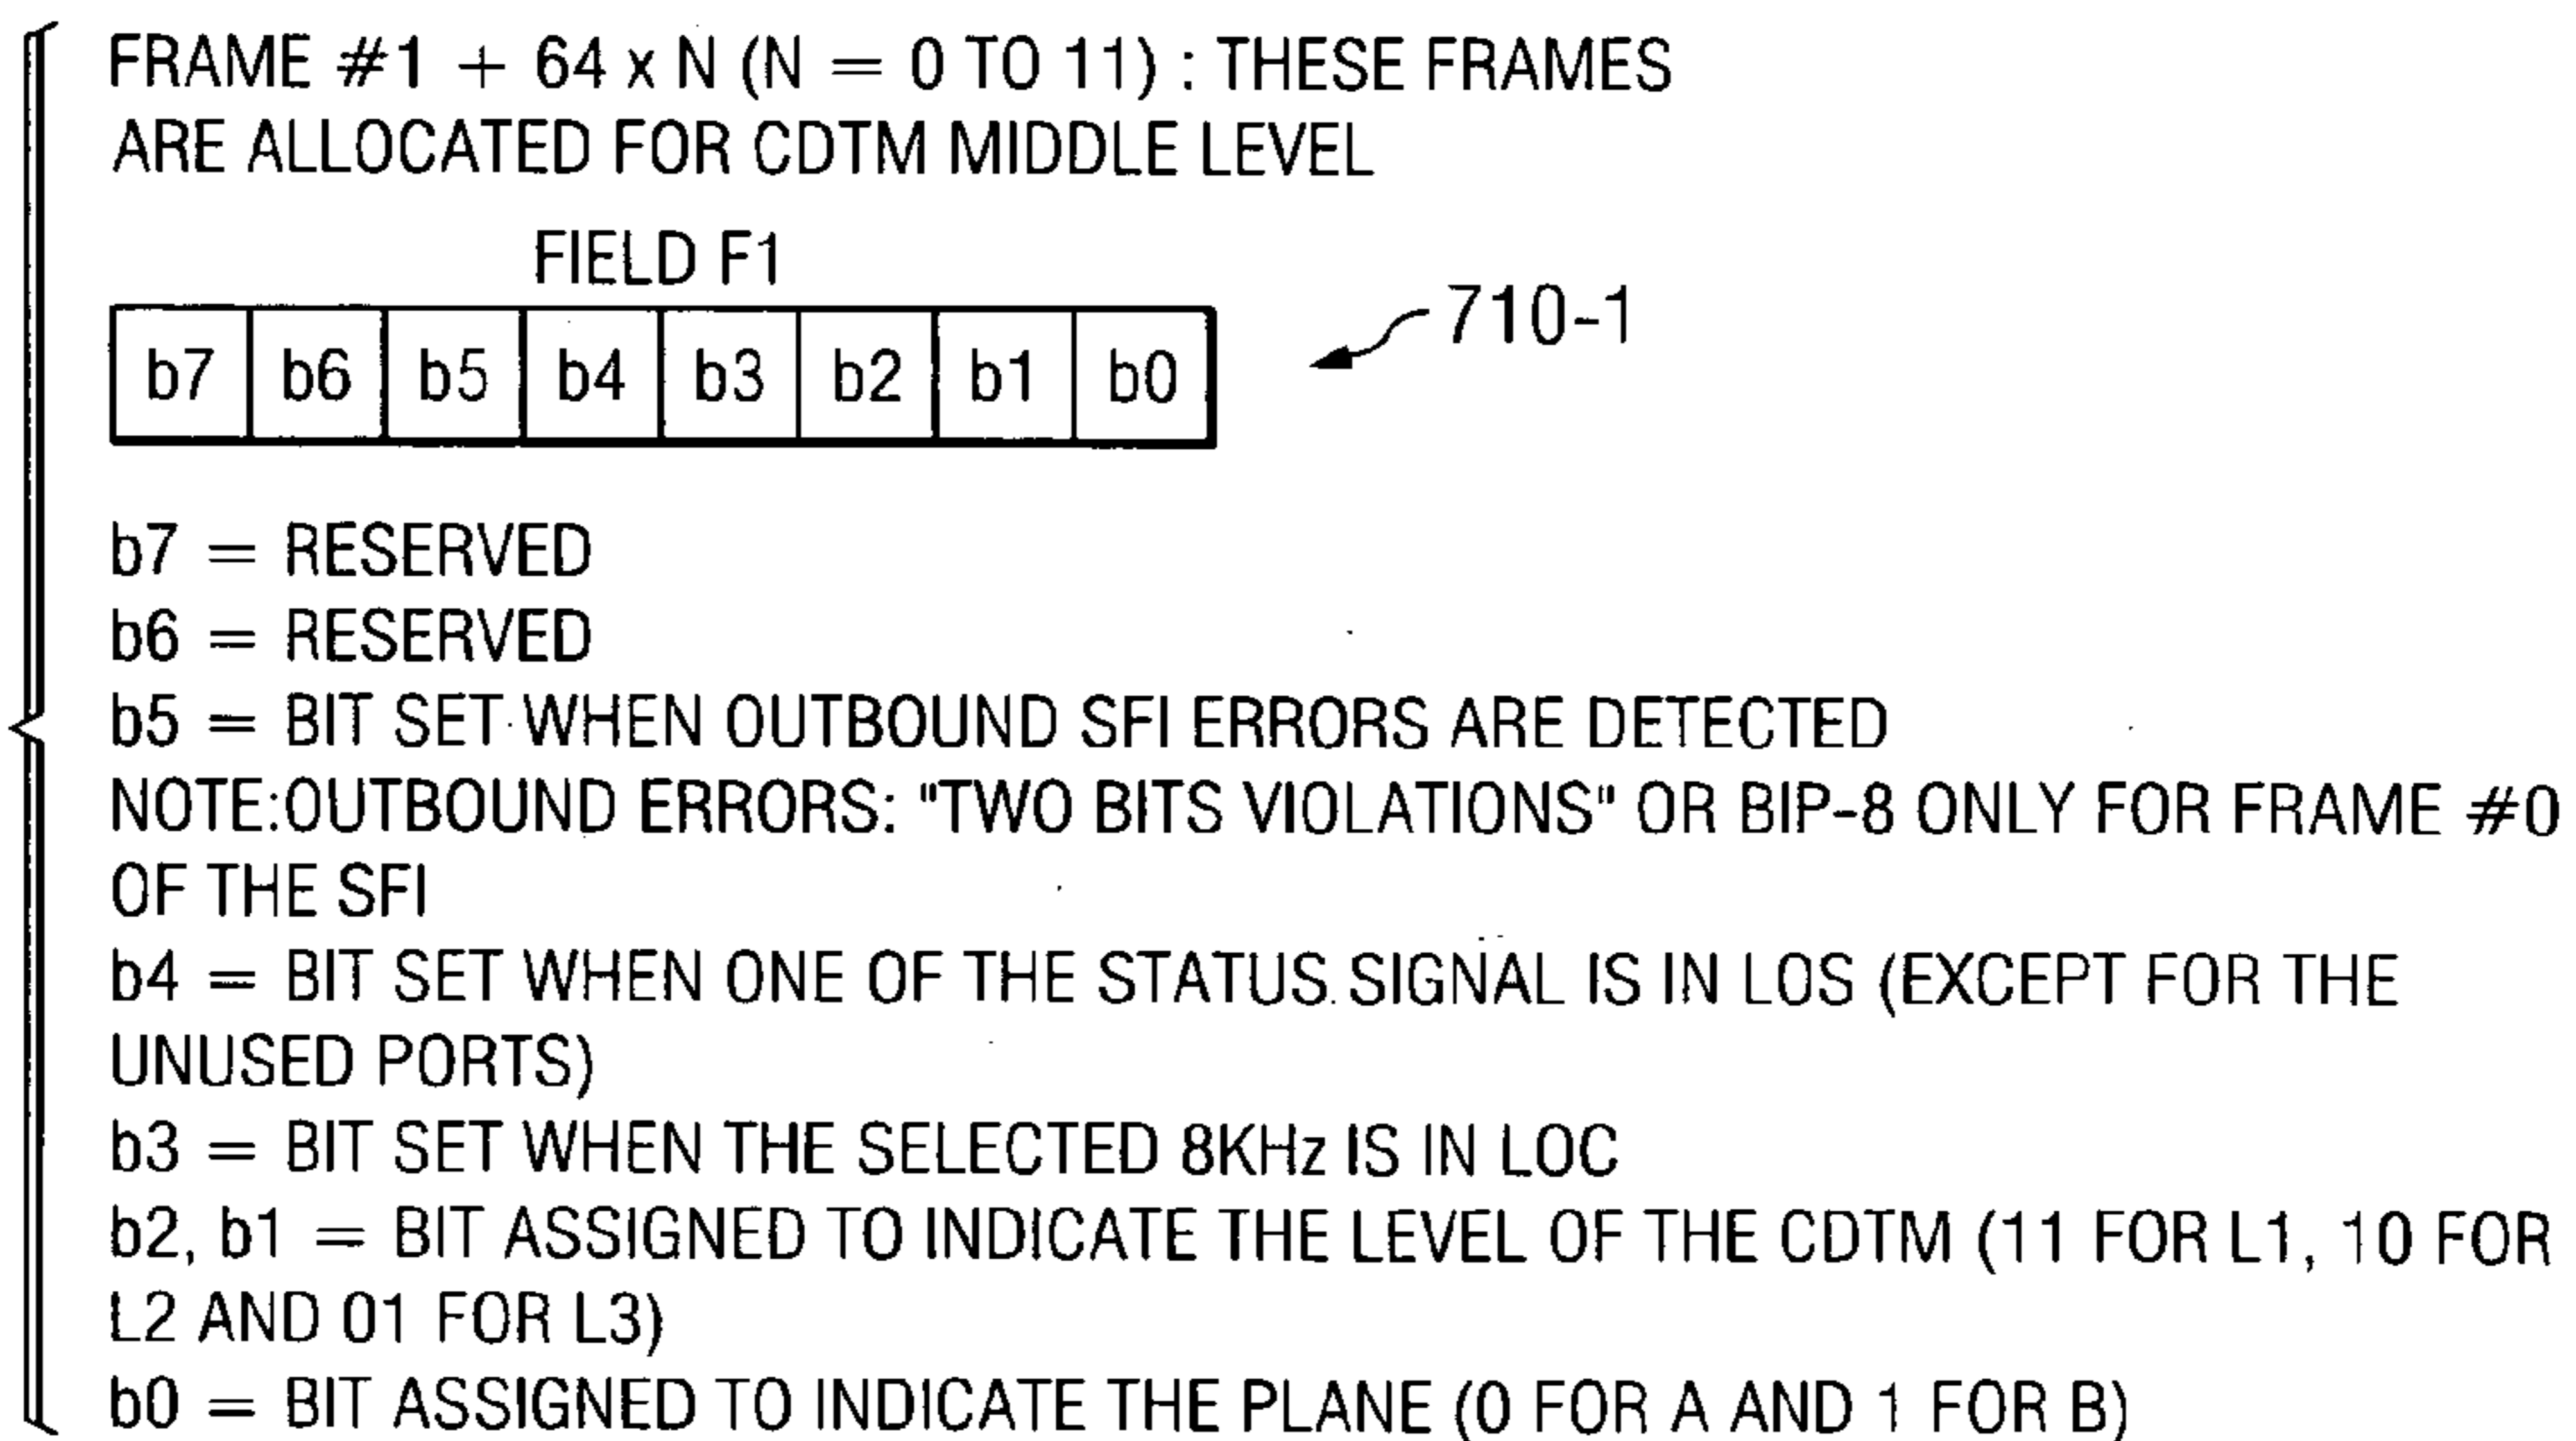 FRAME #1 + 64 x N (N = 0 TO 11) : THESE FRAMES
ARE ALLOCATED FOR CDTM MIDDLE LEVEL
FIELD F1
b7 b6 b5 b4 b3 b2 b1 b0
710-1
b7 = RESERVED
b6 = RESERVED
b5 = BIT SET WHEN OUTBOUND SFI ERRORS ARE DETECTED
NOTE:OUTBOUND ERRORS: "TWO BITS VIOLATIONS" OR BIP-8 ONLY FOR FRAME #0
OF THE SFI
b4 = BIT SET WHEN ONE OF THE STATUS SIGNAL IS IN LOS (EXCEPT FOR THE
UNUSED PORTS)
b3 = BIT SET WHEN THE SELECTED 8KHz IS IN LOC
b2, b1 = BIT ASSIGNED TO INDICATE THE LEVEL OF THE CDTM (11 FOR L1, 10 FOR
L2 AND 01 FOR L3)
b0 = BIT ASSIGNED TO INDICATE THE PLANE (0 FOR A AND 1 FOR B)